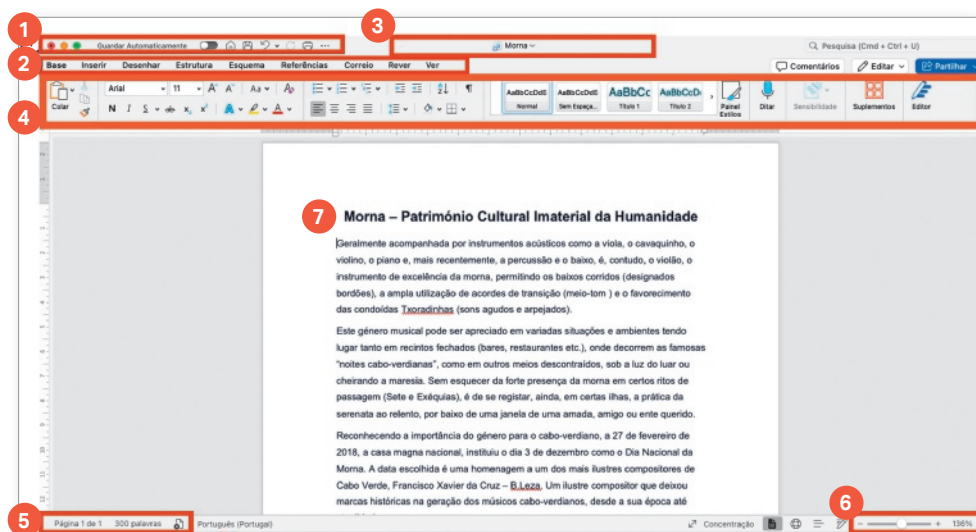 1
3
Guardar Automaticamente
Morna
Pesquisa (Cmd + Ctrl + U)
2
Base Inserir Desenhar Estrutura Esquema Referências Correio Rever Ver
Comentários Editar Partilhar
4
Colar
Arial 11 A A Aa A
N I S ab x₂ x² A A
AaBbCcDdE AaBbCcDdE AaBbCc AaBbCcDc
Normal Sem Espaça... Título 1 Título 2
Painel Estilos
Ditar
Sensibilidade
Suplementos
Editor
7
Morna – Património Cultural Imaterial da Humanidade
Geralmente acompanhada por instrumentos acústicos como a viola, o cavaquinho, o
violino, o piano e, mais recentemente, a percussão e o baixo, é, contudo, o violão, o
instrumento de excelência da morna, permitindo os baixos corridos (designados
bordões), a ampla utilização de acordes de transição (meio-tom ) e o favorecimento
das condoídas Txoradinhas (sons agudos e arpejados).
Este género musical pode ser apreciado em variadas situações e ambientes tendo
lugar tanto em recintos fechados (bares, restaurantes etc.), onde decorrem as famosas
"noites cabo-verdianas", como em outros meios descontraídos, sob a luz do luar ou
cheirando a maresia. Sem esquecer da forte presença da morna em certos ritos de
passagem (Sete e Exéquias), é de se registar, ainda, em certas ilhas, a prática da
serenata ao relento, por baixo de uma janela de uma amada, amigo ou ente querido.
Reconhecendo a importância do género para o cabo-verdiano, a 27 de fevereiro de
2018, a casa magna nacional, instituiu o dia 3 de dezembro como o Dia Nacional da
Morna. A data escolhida é uma homenagem a um dos mais ilustres compositores de
Cabo Verde, Francisco Xavier da Cruz – B.Leza. Um ilustre compositor que deixou
marcas históricas na geração dos músicos cabo-verdianos, desde a sua época até
5
6
Página 1 de 1 300 palavras Português (Portugal)
Concentração
136%